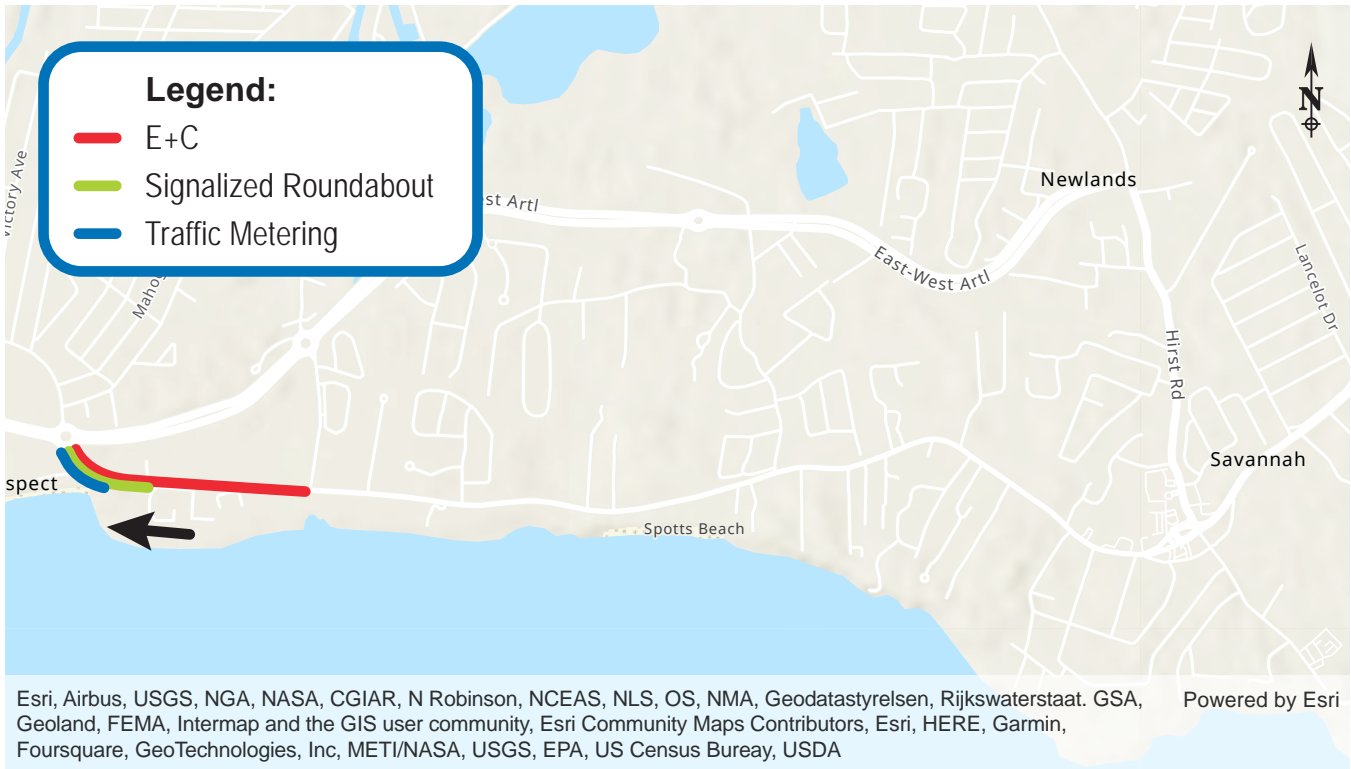 Legend:
E+C
Signalized Roundabout
Traffic Metering
N
Victory Ave
Mahog
st Artl
East-West Artl
Newlands
Lancelot Dr
Hirst Rd
Savannah
spect
Spotts Beach
Esri, Airbus, USGS, NGA, NASA, CGIAR, N Robinson, NCEAS, NLS, OS, NMA, Geodatastyrelsen, Rijkswaterstaat. GSA,
Geoland, FEMA, Intermap and the GIS user community, Esri Community Maps Contributors, Esri, HERE, Garmin,
Foursquare, GeoTechnologies, Inc, METI/NASA, USGS, EPA, US Census Bureay, USDA
Powered by Esri